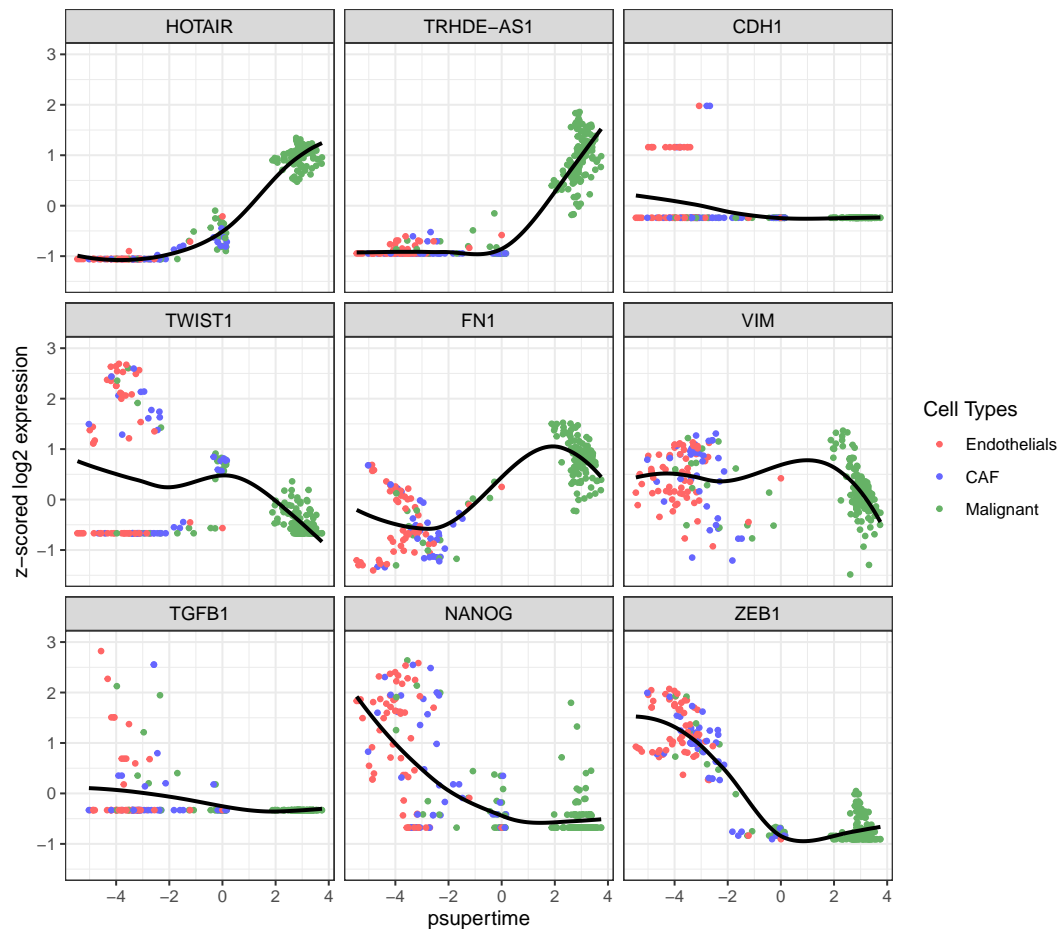 HOTAIR TRHDE−AS1 CDH1
3
2
1
0
−1
TWIST1 FN1 VIM
3
2
1
0
−1
TGFB1 NANOG ZEB1
3
2
1
0
−1
−4 −2 0 2 4 −4 −2 0 2 4 −4 −2 0 2 4
psupertime
z−scored log2 expression
Cell Types
Endothelials
CAF
Malignant